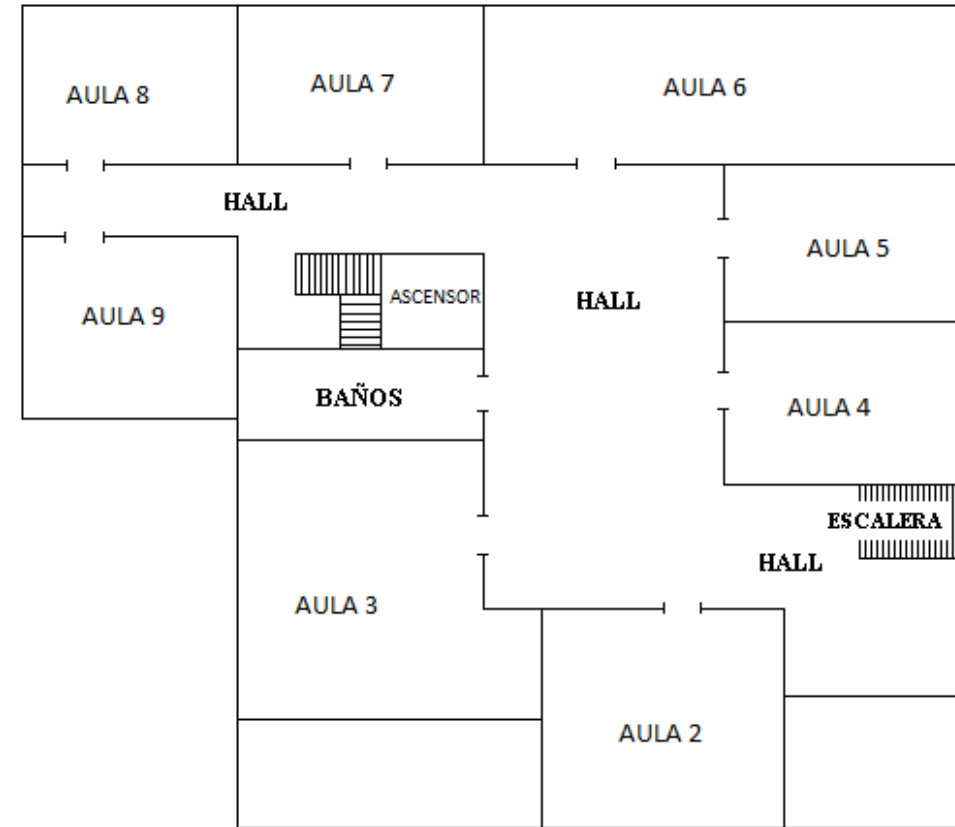 AULA 8
AULA 7
AULA 6
HALL
AULA 5
ASCENSOR
HALL
AULA 9
BAÑOS
AULA 4
ESCALERA
HALL
AULA 3
AULA 2